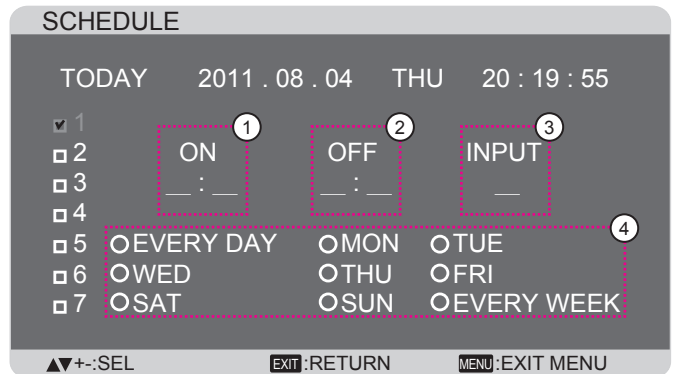 SCHEDULE
TODAY 2011 . 08 . 04 THU 20 : 19 : 55
1
2
3
4
5
6
7
1
ON
__ : __
2
OFF
__ : __
3
INPUT
__
4
EVERY DAY MON TUE
WED THU FRI
SAT SUN EVERY WEEK
▲▼+-:SEL EXIT:RETURN MENU:EXIT MENU